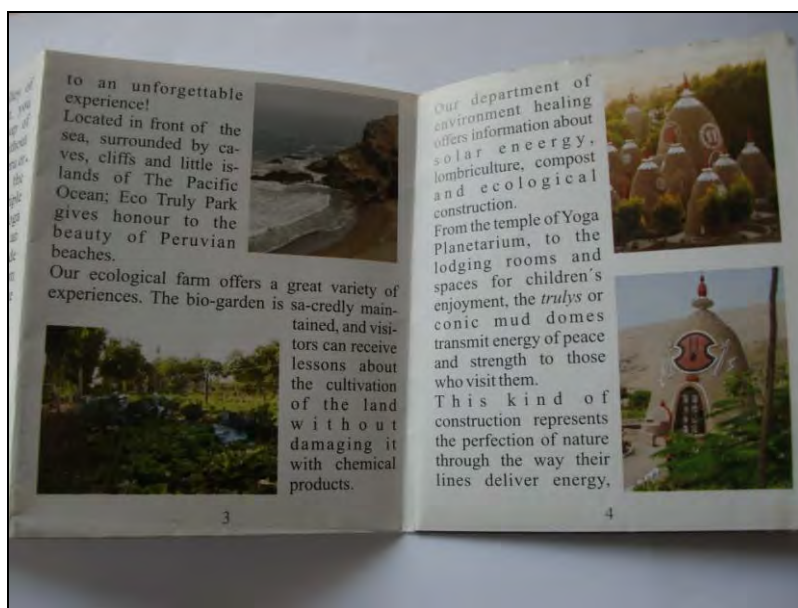 to an unforgettable
experience!
Located in front of the
sea, surrounded by ca-
ves, cliffs and little is-
lands of The Pacific
Ocean; Eco Truly Park
gives honour to the
beauty of Peruvian
beaches.
Our ecological farm offers a great variety of
experiences. The bio-garden is sa-credly main-
tained, and visi-
tors can receive
lessons about
the cultivation
of the land
without
damaging it
with chemical
products.
3
Our department of
environment healing
offers information about
solar eneergy,
lombriculture, compost
and ecological
construction.
From the temple of Yoga
Planetarium, to the
lodging rooms and
spaces for children´s
enjoyment, the trulys or
conic mud domes
transmit energy of peace
and strength to those
who visit them.
This kind of
construction represents
the perfection of nature
through the way their
lines deliver energy,
4